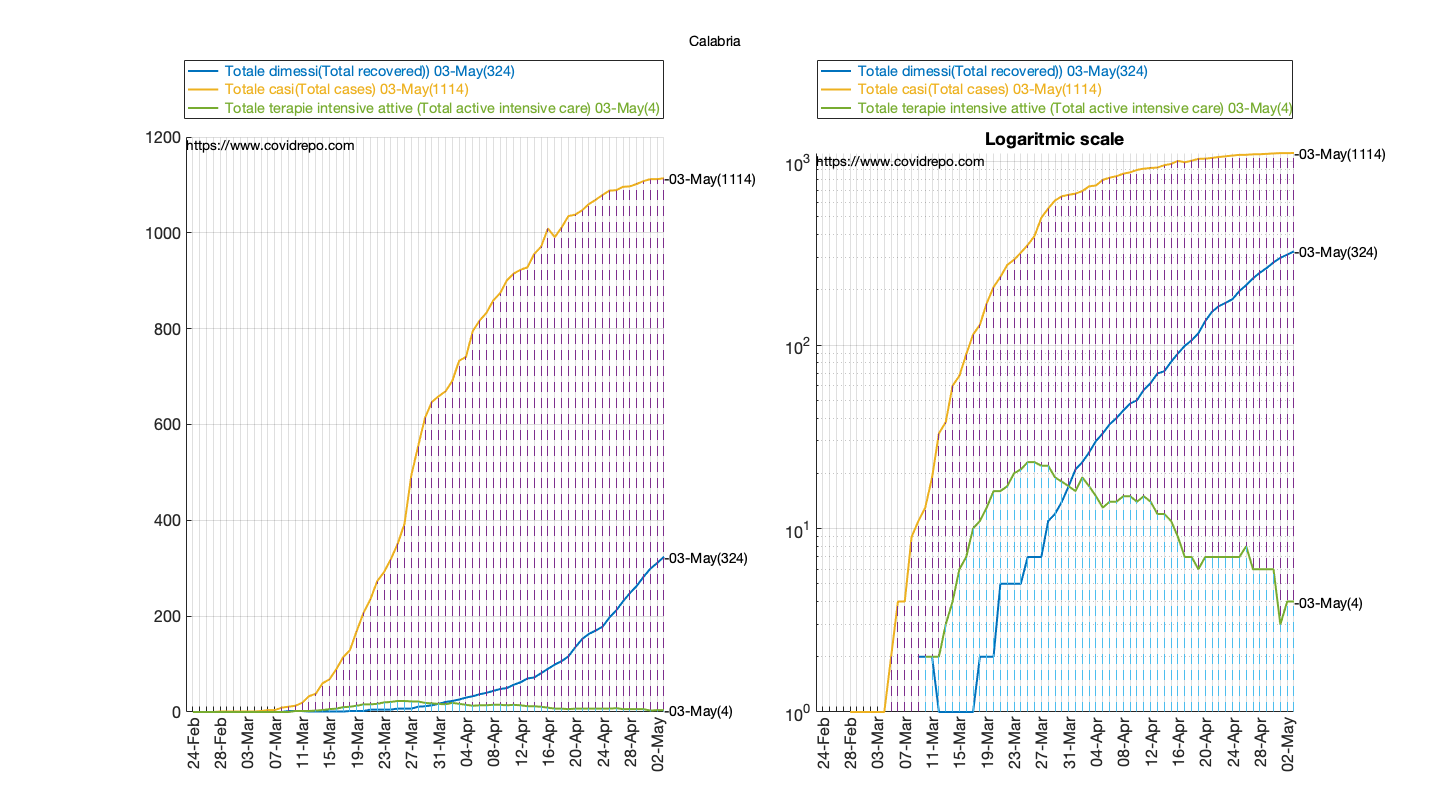 Calabria
Totale dimessi(Total recovered)) 03-May(324)
Totale casi(Total cases) 03-May(1114)
Totale terapie intensive attive (Total active intensive care) 03-May(4)
1200
https://www.covidrepo.com
1000
800
600
400
200
0
-03-May(1114)
-03-May(324)
-03-May(4)
24-Feb
28-Feb
03-Mar
07-Mar
11-Mar
15-Mar
19-Mar
23-Mar
27-Mar
31-Mar
04-Apr
08-Apr
12-Apr
16-Apr
20-Apr
24-Apr
28-Apr
02-May
Totale dimessi(Total recovered)) 03-May(324)
Totale casi(Total cases) 03-May(1114)
Totale terapie intensive attive (Total active intensive care) 03-May(4)
Logaritmic scale
https://www.covidrepo.com
10³
10²
10¹
10⁰
-03-May(1114)
-03-May(324)
-03-May(4)
24-Feb
28-Feb
03-Mar
07-Mar
11-Mar
15-Mar
19-Mar
23-Mar
27-Mar
31-Mar
04-Apr
08-Apr
12-Apr
16-Apr
20-Apr
24-Apr
28-Apr
02-May